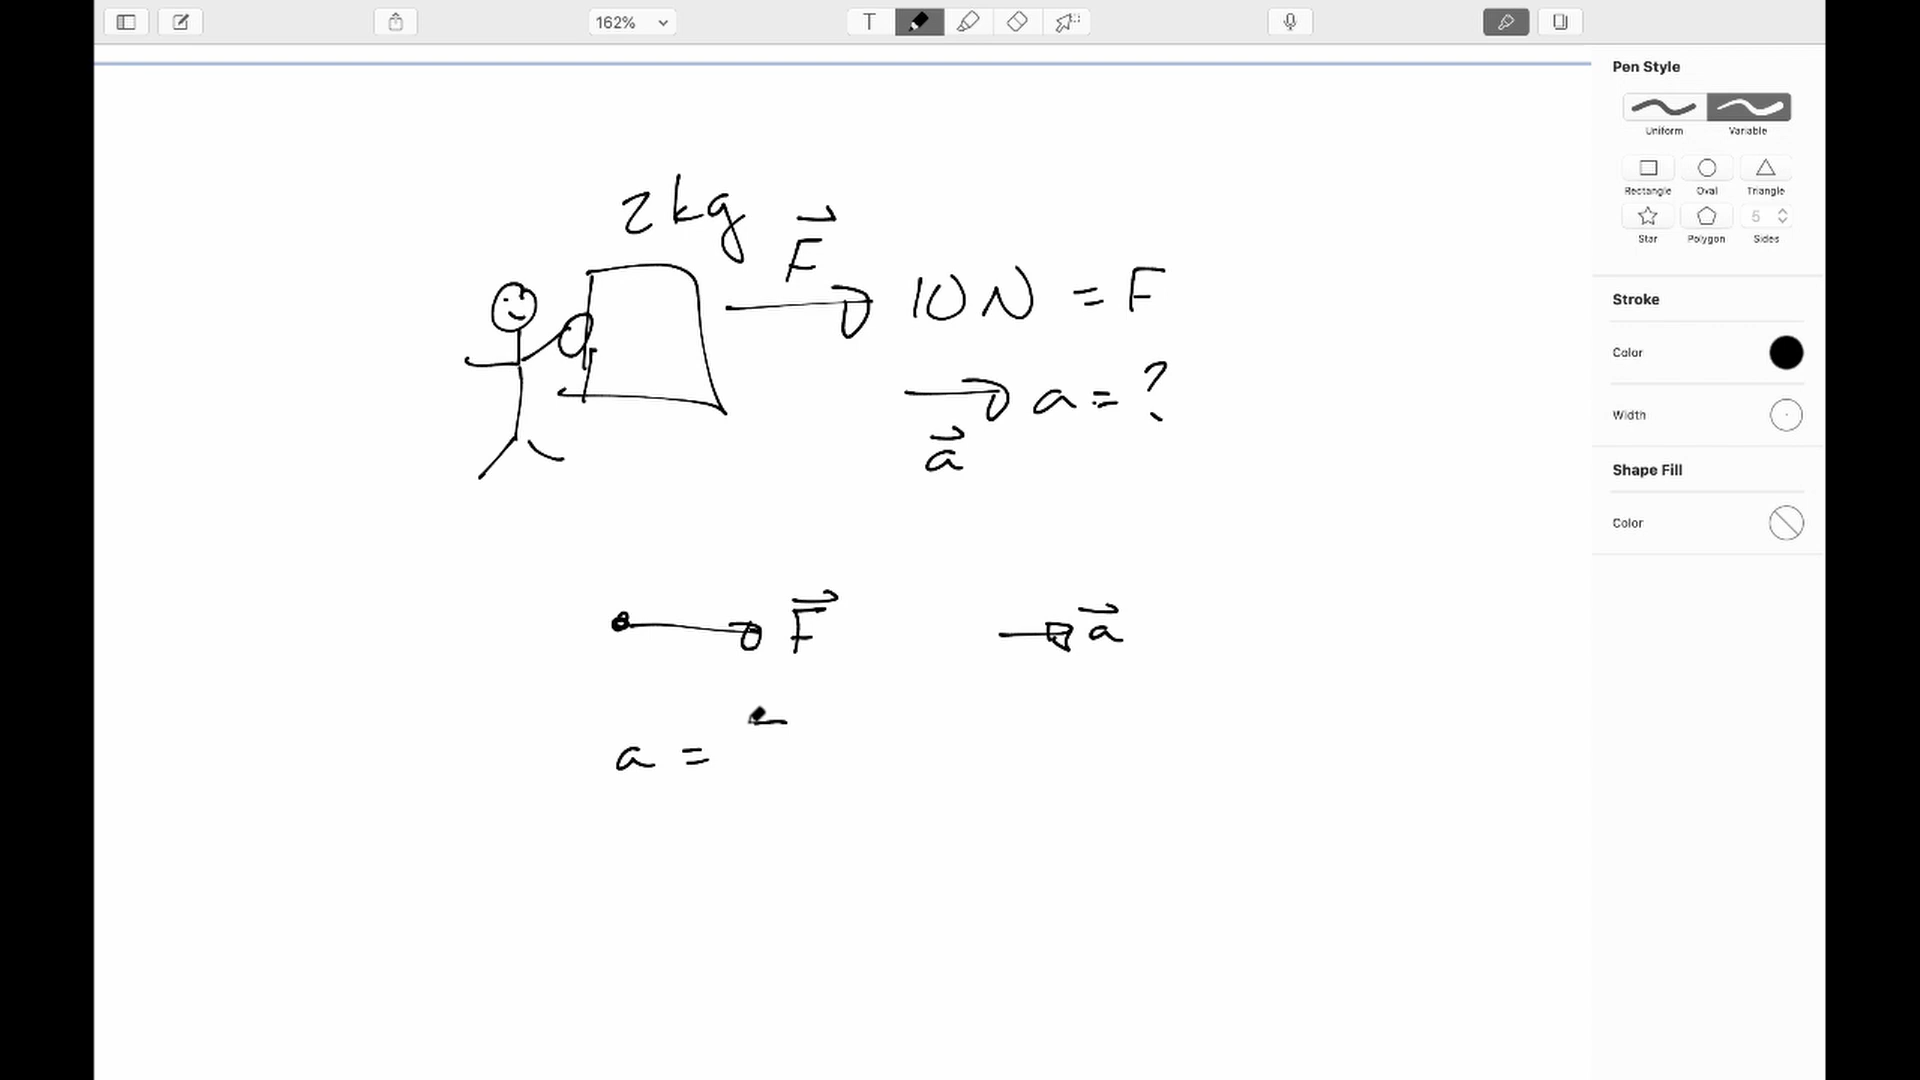 162%
T
Pen Style
Uniform Variable
Rectangle Oval Triangle
5
Star Polygon Sides
Stroke
Color
Width
Shape Fill
Color
2kg
F
10 N = F
a = ?
a
F
a
a =